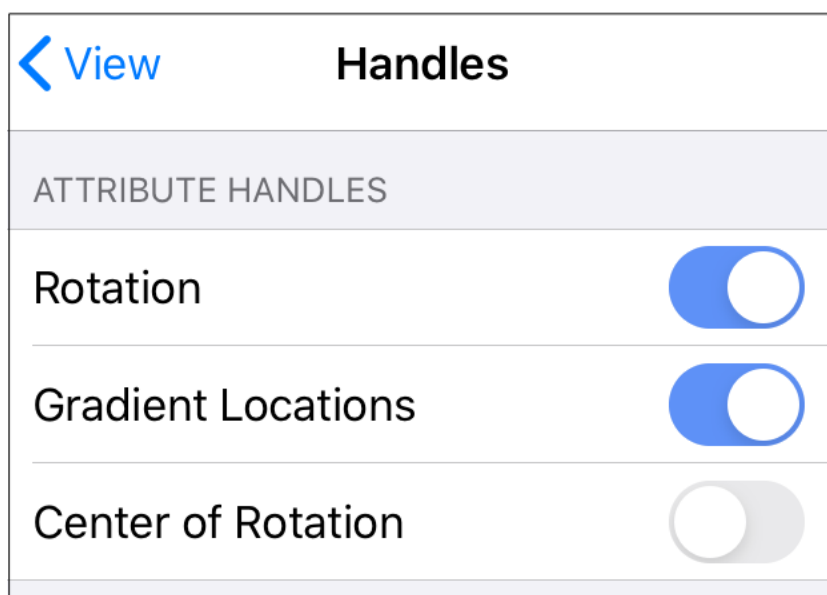 View
Handles
ATTRIBUTE HANDLES
Rotation
Gradient Locations
Center of Rotation